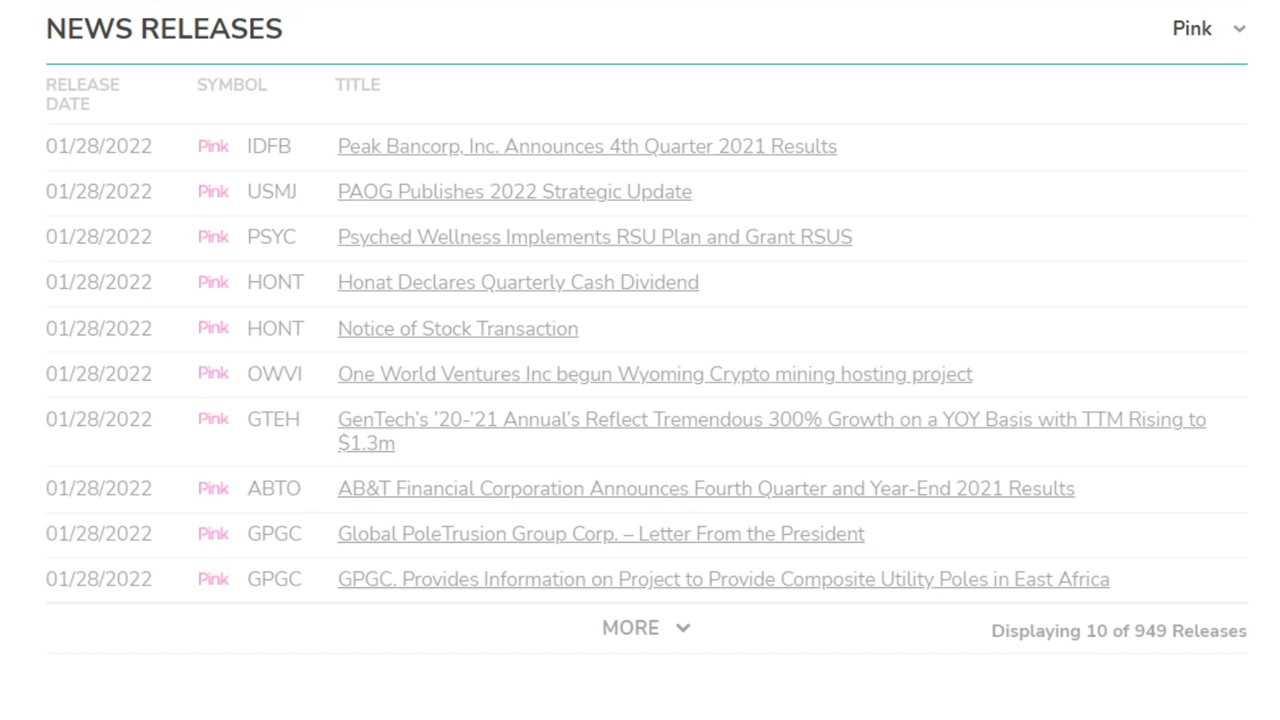 NEWS RELEASES Pink
RELEASE DATE SYMBOL TITLE
01/28/2022 Pink IDFB Peak Bancorp, Inc. Announces 4th Quarter 2021 Results
01/28/2022 Pink USMJ PAOG Publishes 2022 Strategic Update
01/28/2022 Pink PSYC Psyched Wellness Implements RSU Plan and Grant RSUS
01/28/2022 Pink HONT Honat Declares Quarterly Cash Dividend
01/28/2022 Pink HONT Notice of Stock Transaction
01/28/2022 Pink OWVI One World Ventures Inc begun Wyoming Crypto mining hosting project
01/28/2022 Pink GTEH GenTech’s ’20-’21 Annual’s Reflect Tremendous 300% Growth on a YOY Basis with TTM Rising to
$1.3m
01/28/2022 Pink ABTO AB&T Financial Corporation Announces Fourth Quarter and Year-End 2021 Results
01/28/2022 Pink GPGC Global PoleTrusion Group Corp. – Letter From the President
01/28/2022 Pink GPGC GPGC. Provides Information on Project to Provide Composite Utility Poles in East Africa
MORE Displaying 10 of 949 Releases